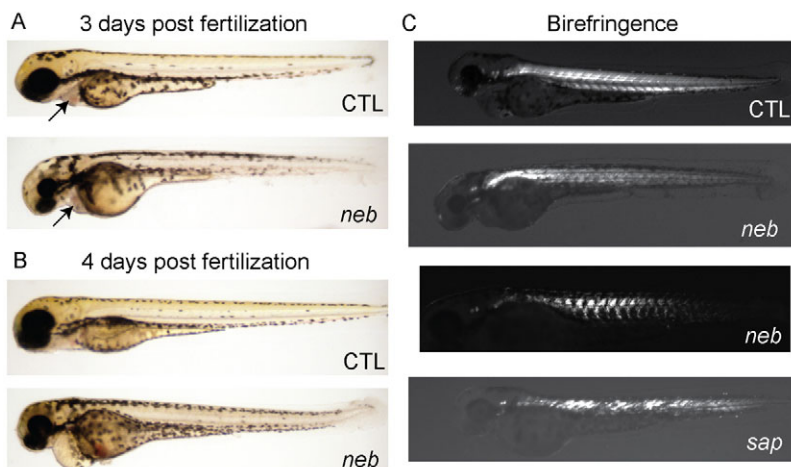 A
3 days post fertilization
CTL
neb
B
4 days post fertilization
CTL
neb
C
Birefringence
CTL
neb
neb
sap